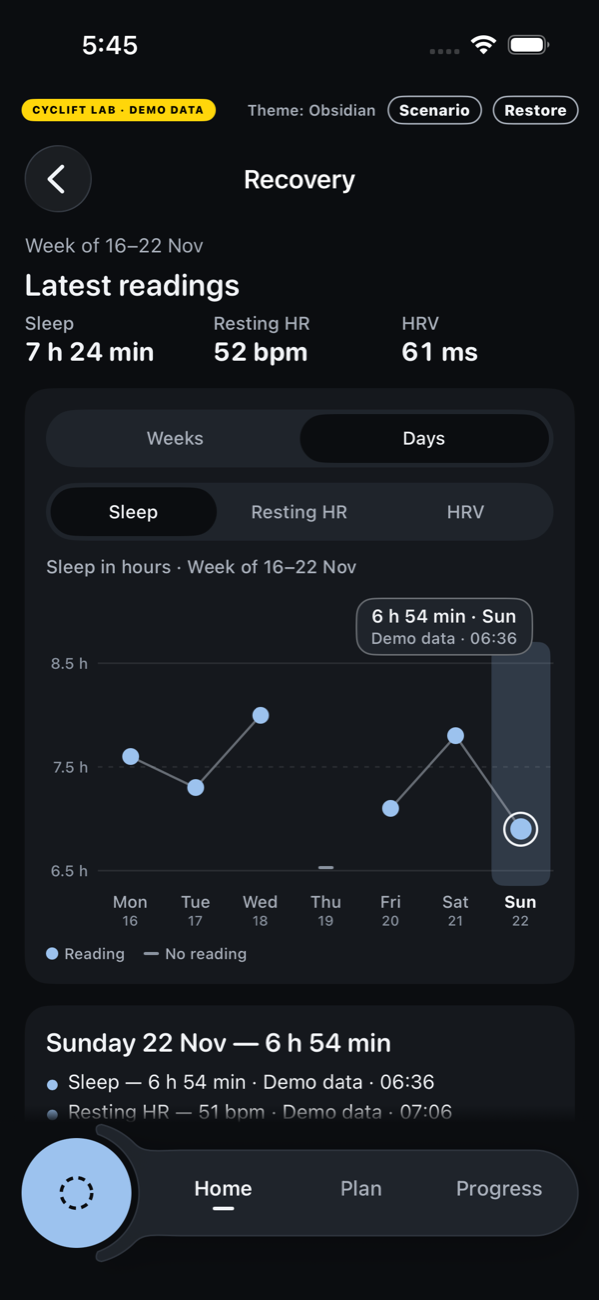 5:45
CYCLIFT LAB · DEMO DATA
Theme: Obsidian
Scenario
Restore
Recovery
Week of 16–22 Nov
Latest readings
Sleep
Resting HR
HRV
7 h 24 min
52 bpm
61 ms
Weeks
Days
Sleep
Resting HR
HRV
Sleep in hours · Week of 16–22 Nov
6 h 54 min · Sun
Demo data · 06:36
8.5 h
7.5 h
6.5 h
Mon
Tue
Wed
Thu
Fri
Sat
Sun
16
17
18
19
20
21
22
Reading
No reading
Sunday 22 Nov — 6 h 54 min
Sleep — 6 h 54 min · Demo data · 06:36
Resting HR — 51 bpm · Demo data · 07:06
Home
Plan
Progress